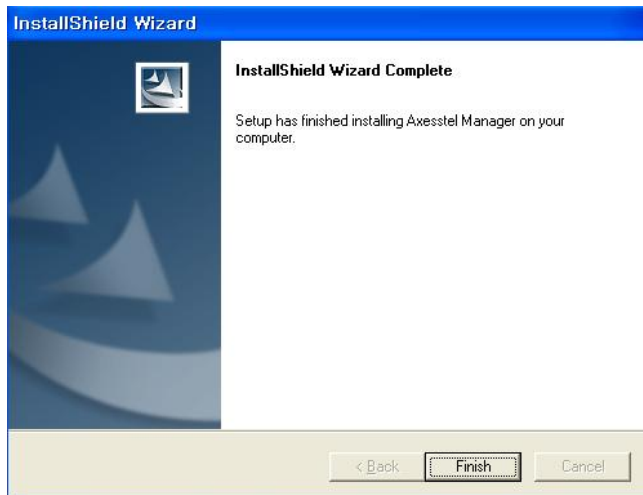 InstallShield Wizard
InstallShield Wizard Complete
Setup has finished installing Axesstel Manager on your
computer.
< Back
Finish
Cancel